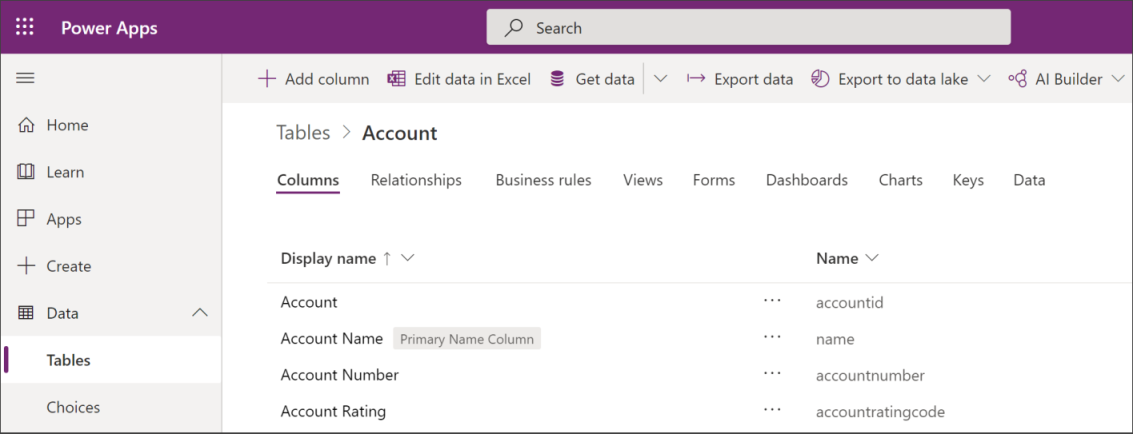 Power Apps
Search
Add column Edit data in Excel Get data Export data Export to data lake AI Builder
Home
Learn
Apps
Create
Data
Tables
Choices
Tables > Account
Columns Relationships Business rules Views Forms Dashboards Charts Keys Data
Display name Name
Account ... accountid
Account Name Primary Name Column ... name
Account Number ... accountnumber
Account Rating ... accountratingcode